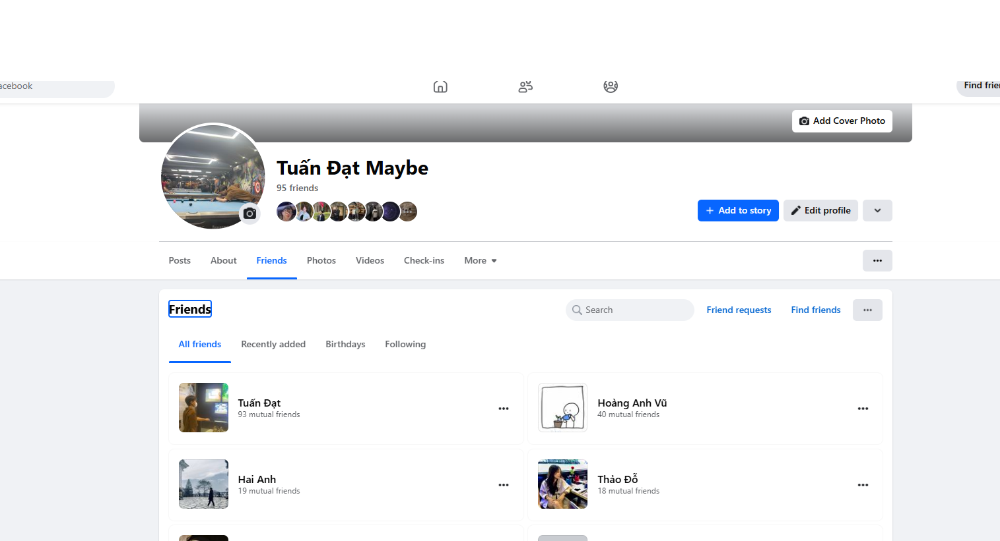 acebook
Find frie
Add Cover Photo
Tuấn Đạt Maybe
95 friends
Add to story
Edit profile
Posts About Friends Photos Videos Check-ins More
Friends
Search
Friend requests
Find friends
All friends Recently added Birthdays Following
Tuấn Đạt
93 mutual friends
Hoàng Anh Vũ
40 mutual friends
Hai Anh
19 mutual friends
Thảo Đỗ
18 mutual friends